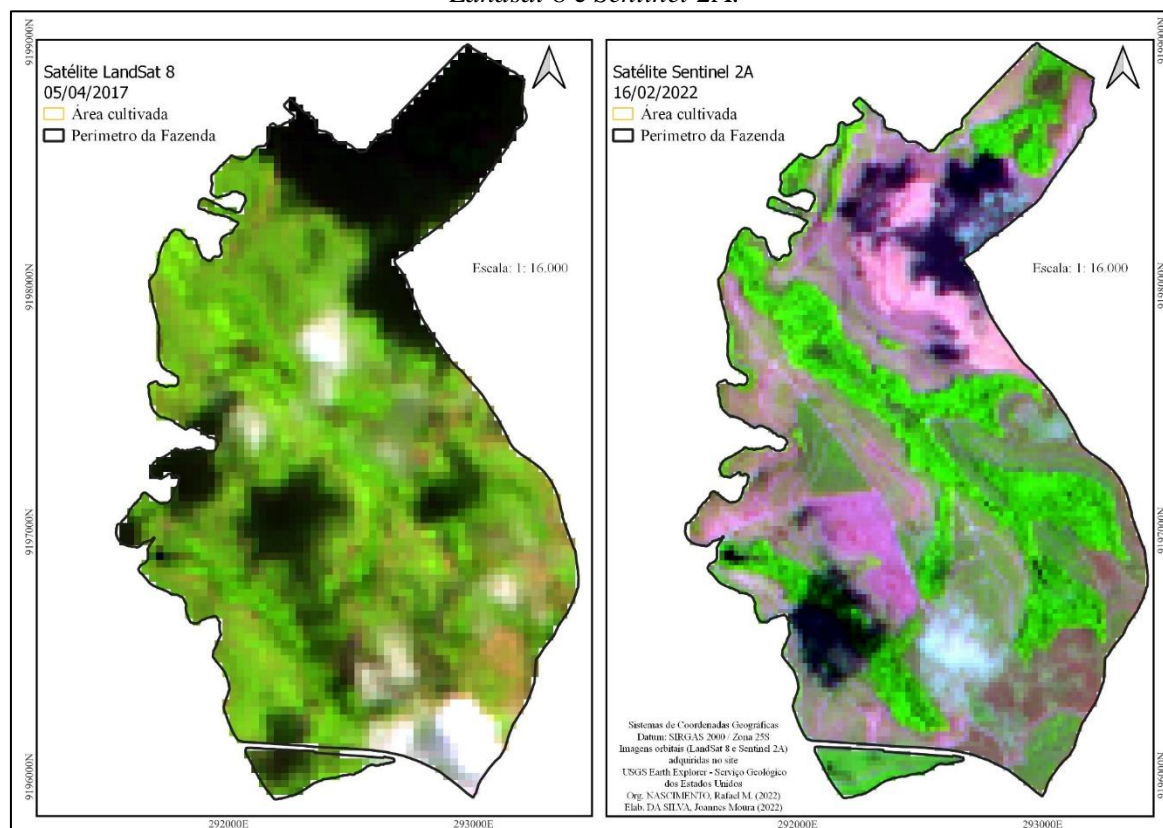 Landsat-8 e Sentinel-2A.
Satélite LandSat 8
05/04/2017
Área cultivada
Perimetro da Fazenda
Escala: 1: 16.000
9199000N
9198000N
9197000N
9196000N
292000E
293000E
Satélite Sentinel 2A
16/02/2022
Área cultivada
Perimetro da Fazenda
Escala: 1: 16.000
Sistemas de Coordenadas Geográficas
Datum: SIRGAS 2000 / Zona 25S
Imagens orbitais (LandSat 8 e Sentinel 2A)
adquiridas no site
USGS Earth Explorer - Serviço Geológico
dos Estados Unidos
Org. NASCIMENTO, Rafael M. (2022)
Elab. DA SILVA, Joannes Moura (2022)
9199000N
9198000N
9197000N
9196000N
292000E
293000E